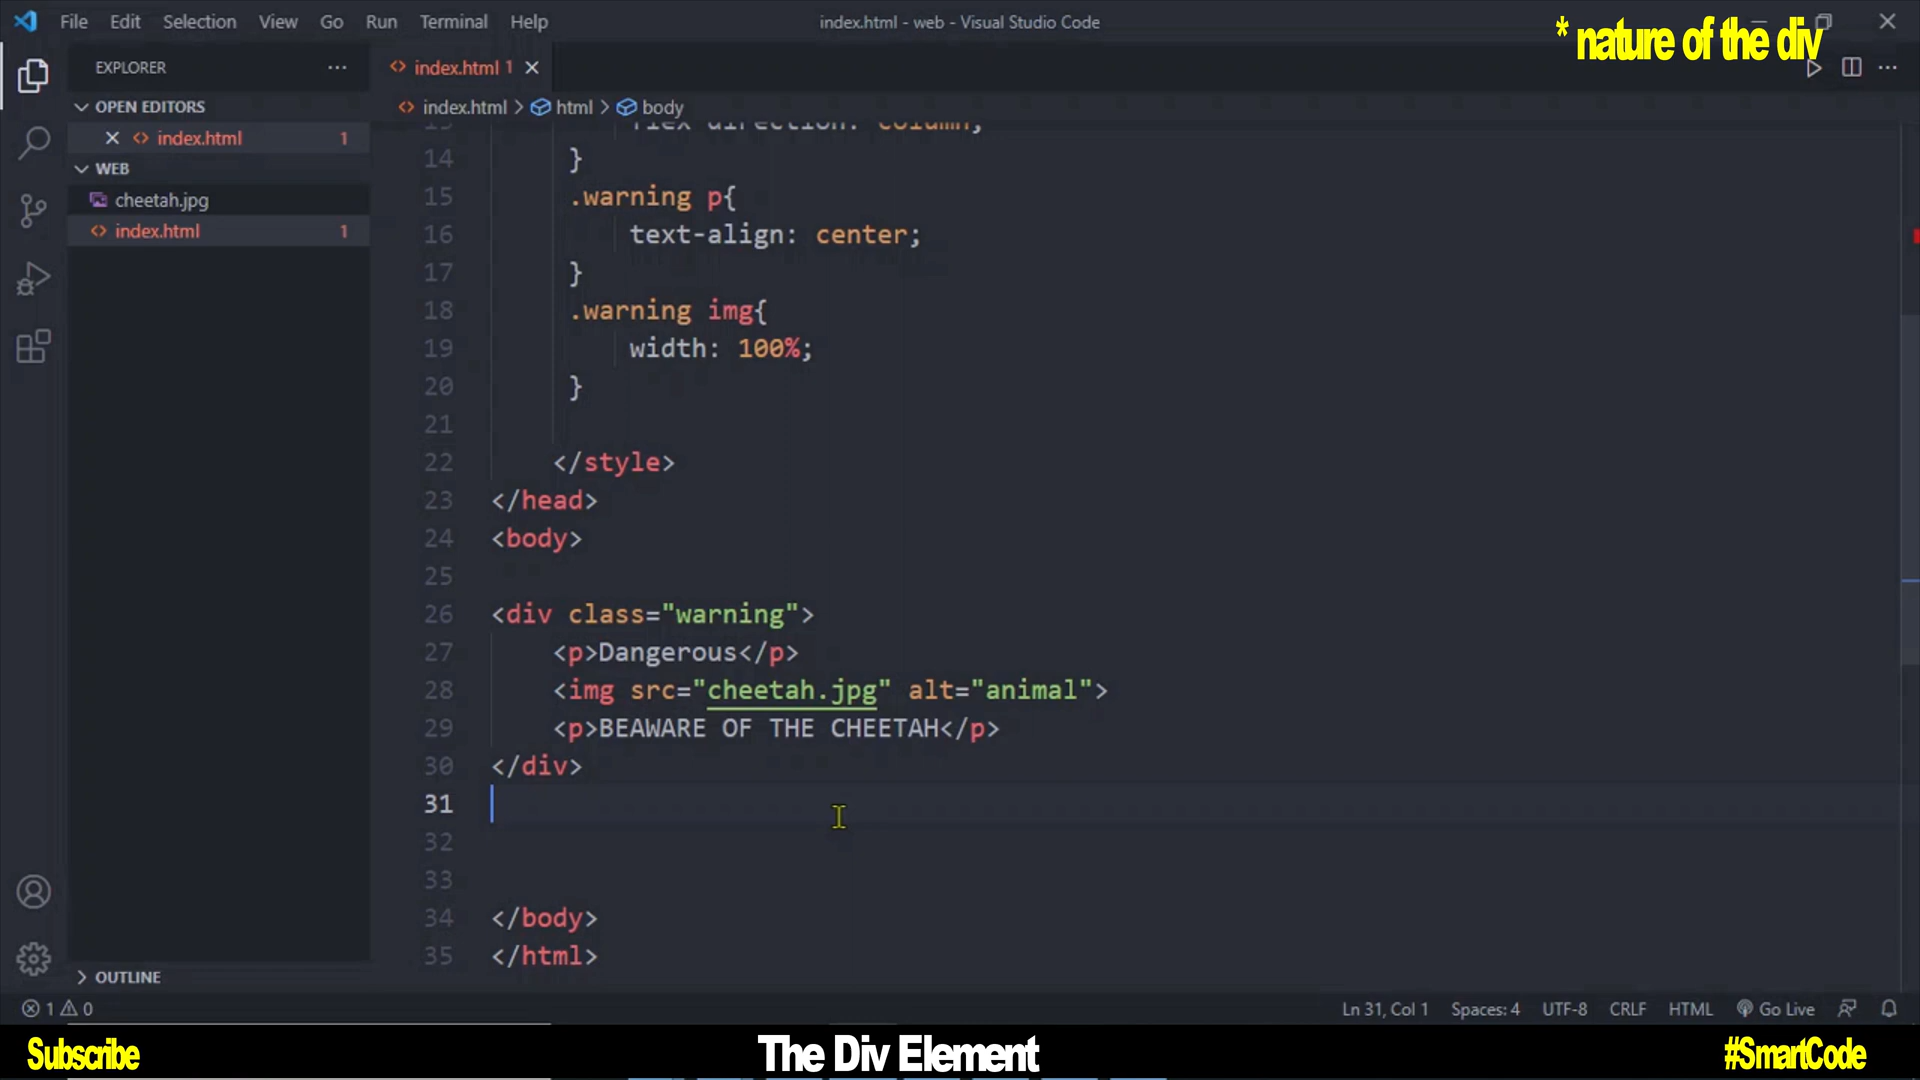 File Edit Selection View Go Run Terminal Help
index.html - web - Visual Studio Code
* nature of the div
EXPLORER
index.html 1
OPEN EDITORS
index.html 1
index.html > html > body
WEB
cheetah.jpg
index.html 1
flex-direction: column;
14 }
15 .warning p{
16 text-align: center;
17 }
18 .warning img{
19 width: 100%;
20 }
21
22 </style>
23 </head>
24 <body>
25
26 <div class="warning">
27 <p>Dangerous</p>
28 <img src="cheetah.jpg" alt="animal">
29 <p>BEAWARE OF THE CHEETAH</p>
30 </div>
31
32
33
34 </body>
35 </html>
OUTLINE
1 0
Ln 31, Col 1 Spaces: 4 UTF-8 CRLF HTML Go Live
Subscribe
The Div Element
#SmartCode